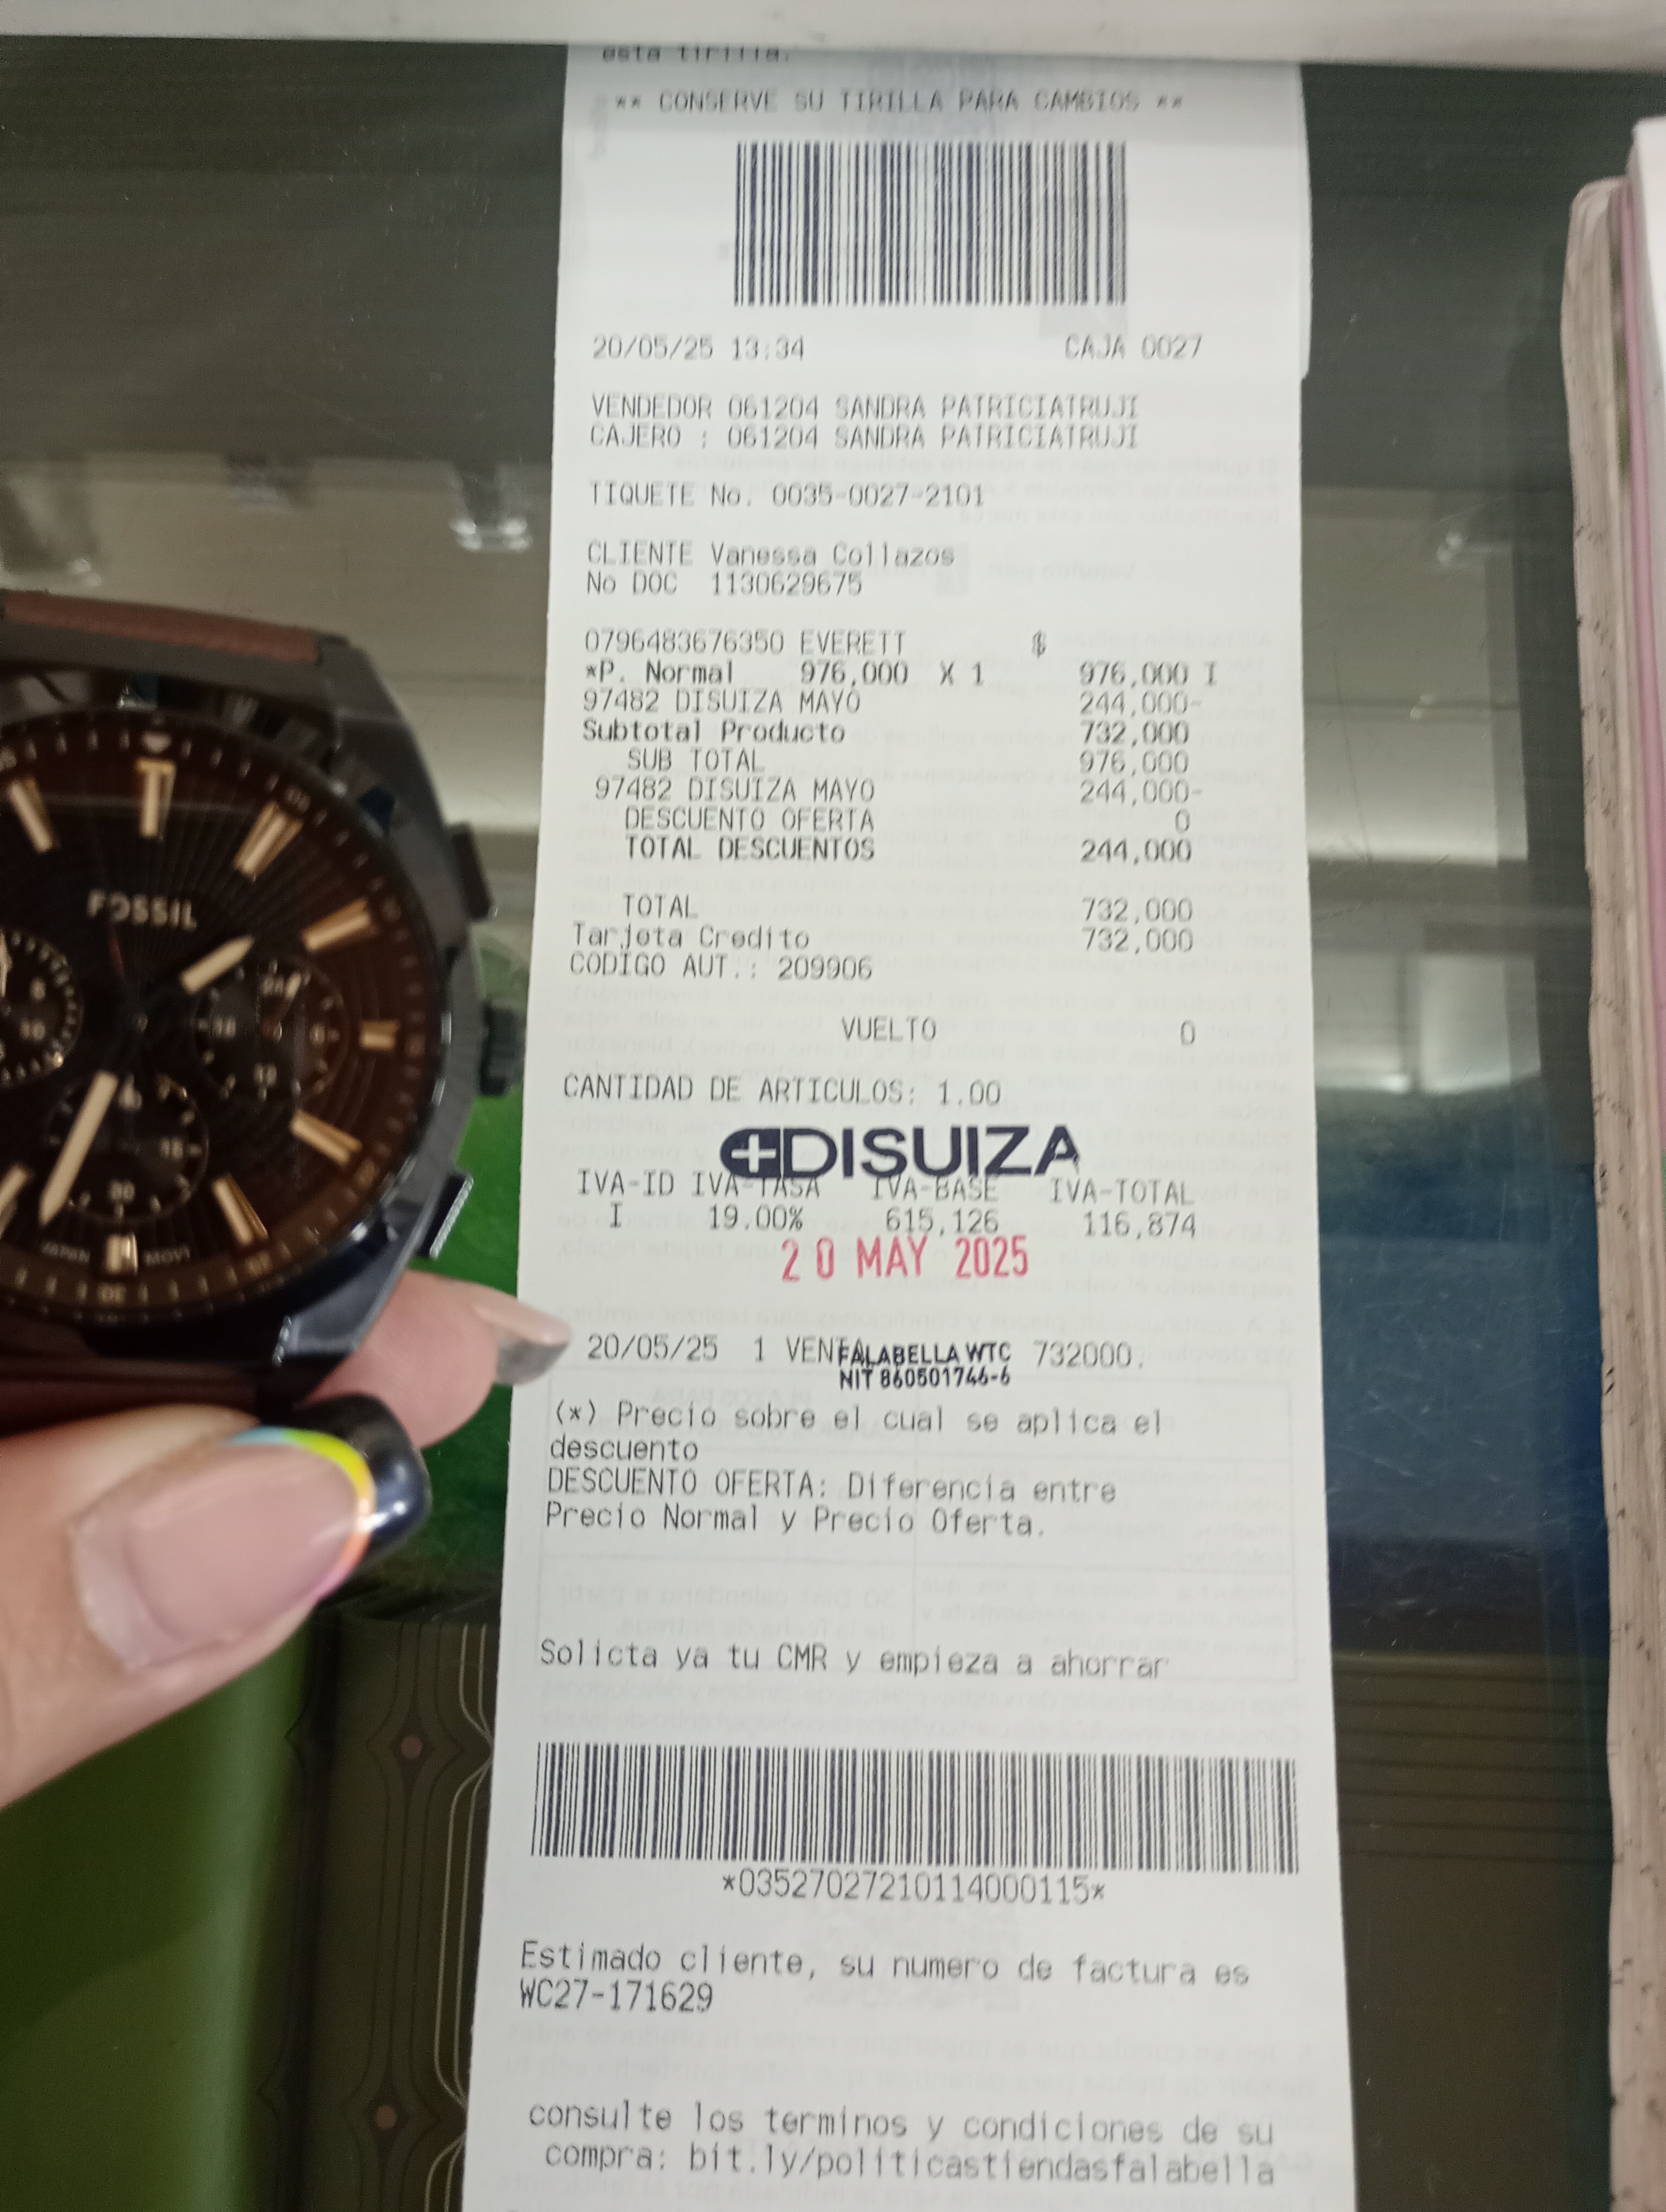 esta tirilla.
** CONSERVE SU TIRILLA PARA CAMBIOS **
20/05/25 13:34 CAJA 0027
VENDEDOR 061204 SANDRA PATRICIATRUJI
CAJERO : 061204 SANDRA PATRICIATRUJI
TIQUETE No. 0035-0027-2101
CLIENTE Vanessa Collazos
No DOC 1130629675
0796483676350 EVERETT $
*P. Normal 976,000 X 1 976,000 I
97482 DISUIZA MAYO 244,000-
Subtotal Producto 732,000
SUB TOTAL 976,000
97482 DISUIZA MAYO 244,000-
DESCUENTO OFERTA 0
TOTAL DESCUENTOS 244,000
TOTAL 732,000
Tarjeta Credito 732,000
CODIGO AUT.: 209906
VUELTO 0
CANTIDAD DE ARTICULOS: 1.00
DISUIZA
IVA-ID IVA-TASA IVA-BASE IVA-TOTAL
I 19.00% 615,126 116,874
20 MAY 2025
20/05/25 1 VENTA 732000.
FALABELLA WTC
NIT 860501746-6
(*) Precio sobre el cual se aplica el
descuento
DESCUENTO OFERTA: Diferencia entre
Precio Normal y Precio Oferta.
Solicta ya tu CMR y empieza a ahorrar
*03527027210114000115*
Estimado cliente, su numero de factura es
WC27-171629
consulte los terminos y condiciones de su
compra: bit.ly/politicastiendasfalabella
FOSSIL
JAPAN MOVT